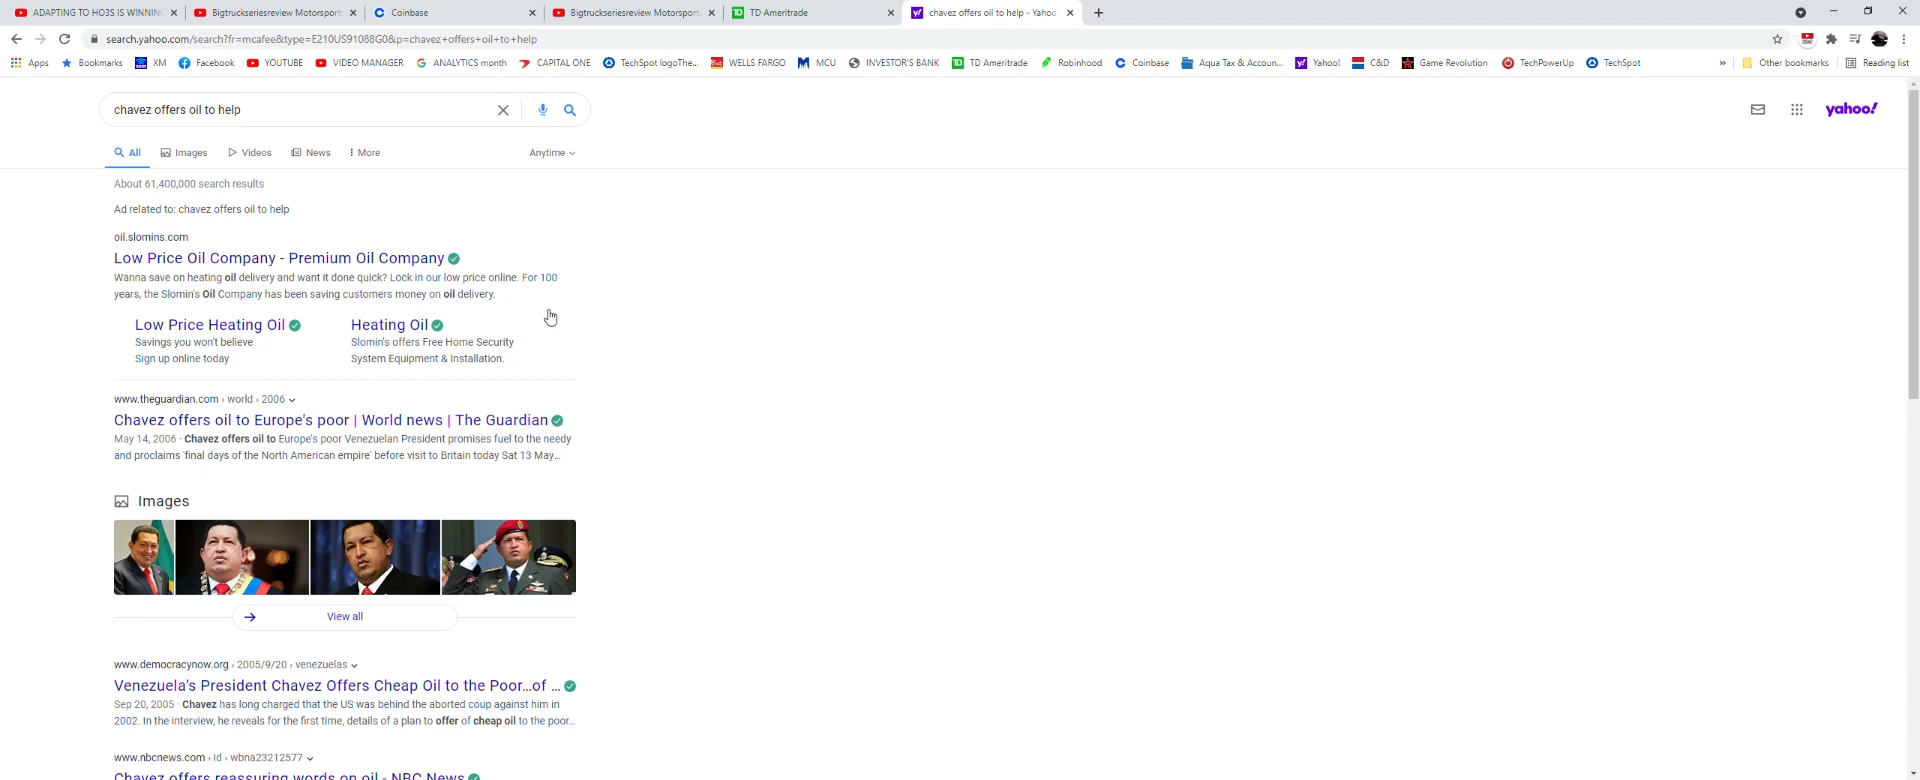 ADAPTING TO HO3S IS WINNIN
Bigtruckseriesreview Motorsport
Coinbase
Bigtruckseriesreview Motorsport
TD Ameritrade
chavez offers oil to help - Yahoo
search.yahoo.com/search?fr=mcafee&type=E210US91088G0&p=chavez+offers+oil+to+help
Apps
Bookmarks
XM
Facebook
YOUTUBE
VIDEO MANAGER
ANALYTICS month
CAPITAL ONE
TechSpot logoThe...
WELLS FARGO
MCU
INVESTOR'S BANK
TD Ameritrade
Robinhood
Coinbase
Aqua Tax & Accoun...
Yahoo!
C&D
Game Revolution
TechPowerUp
TechSpot
»
Other bookmarks
Reading list
chavez offers oil to help
yahoo!
All
Images
Videos
News
More
Anytime
About 61,400,000 search results
Ad related to: chavez offers oil to help
oil.slomins.com
Low Price Oil Company - Premium Oil Company
Wanna save on heating oil delivery and want it done quick? Lock in our low price online. For 100
years, the Slomin's Oil Company has been saving customers money on oil delivery.
Low Price Heating Oil
Savings you won't believe
Sign up online today
Heating Oil
Slomin's offers Free Home Security
System Equipment & Installation.
www.theguardian.com › world › 2006
Chavez offers oil to Europe's poor | World news | The Guardian
May 14, 2006 · Chavez offers oil to Europe's poor Venezuelan President promises fuel to the needy
and proclaims 'final days of the North American empire' before visit to Britain today Sat 13 May...
Images
View all
www.democracynow.org › 2005/9/20 › venezuelas
Venezuela's President Chavez Offers Cheap Oil to the Poor...of ...
Sep 20, 2005 · Chavez has long charged that the US was behind the aborted coup against him in
2002. In the interview, he reveals for the first time, details of a plan to offer of cheap oil to the poor...
www.nbcnews.com › id › wbna23212577
Chavez offers reassuring words on oil - NBC News